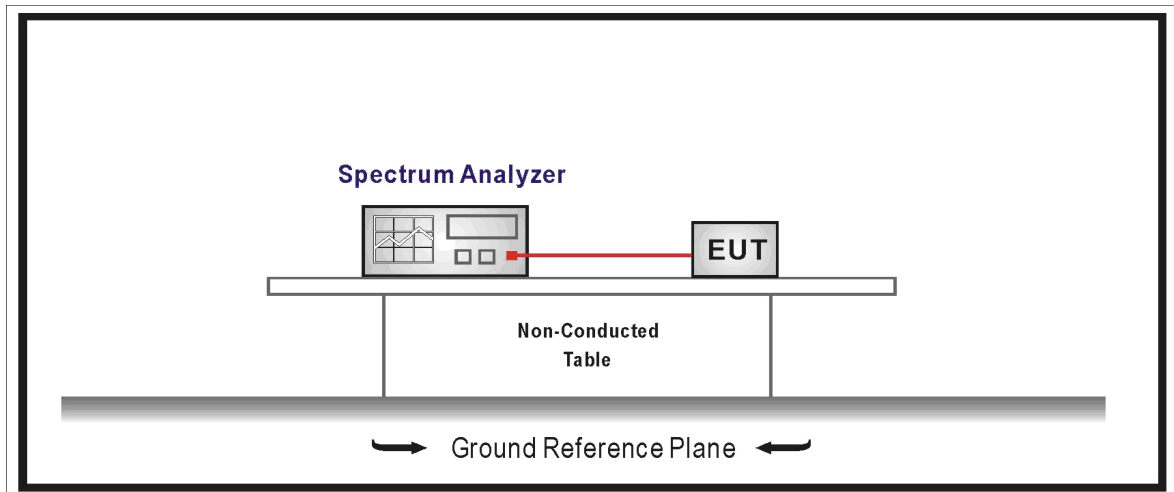 Spectrum Analyzer
EUT
Non-Conducted
Table
Ground Reference Plane